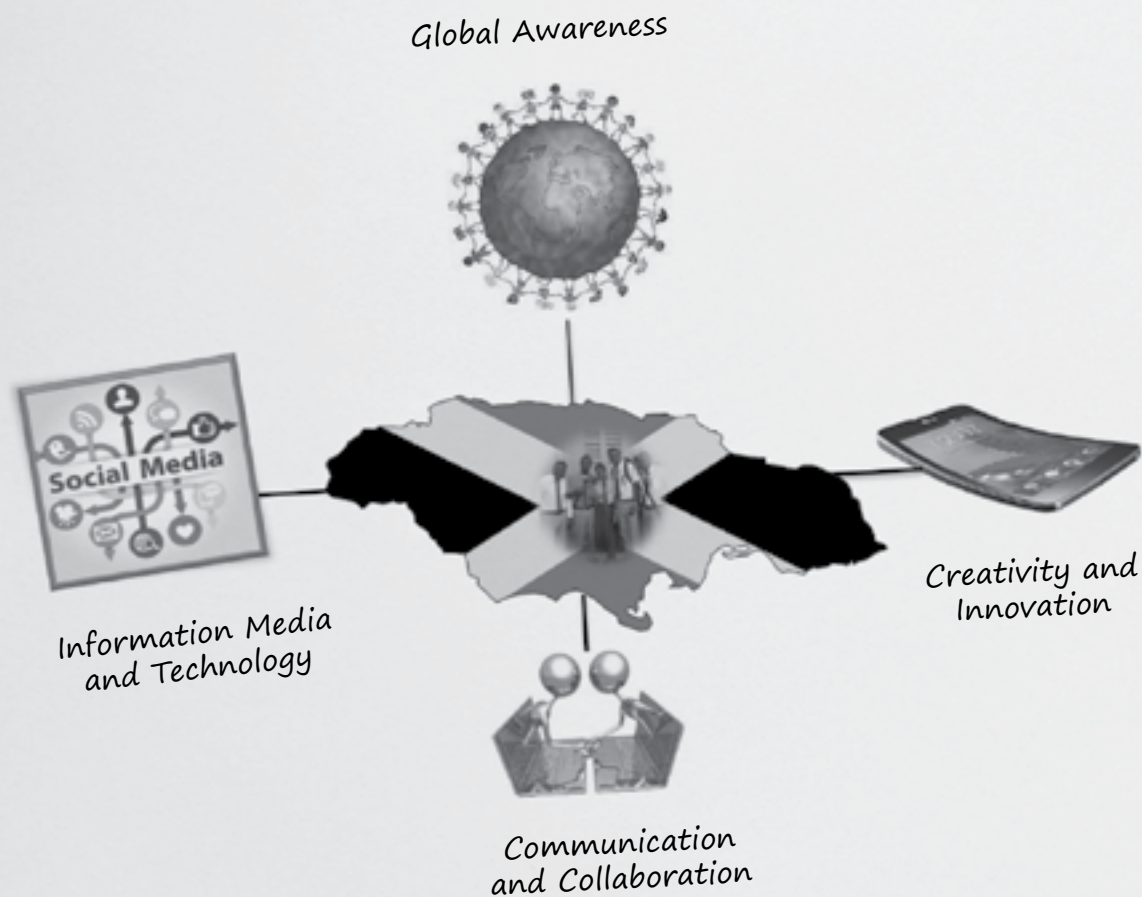 Global Awareness
Social Media
Information Media
and Technology
Creativity and
Innovation
Communication
and Collaboration